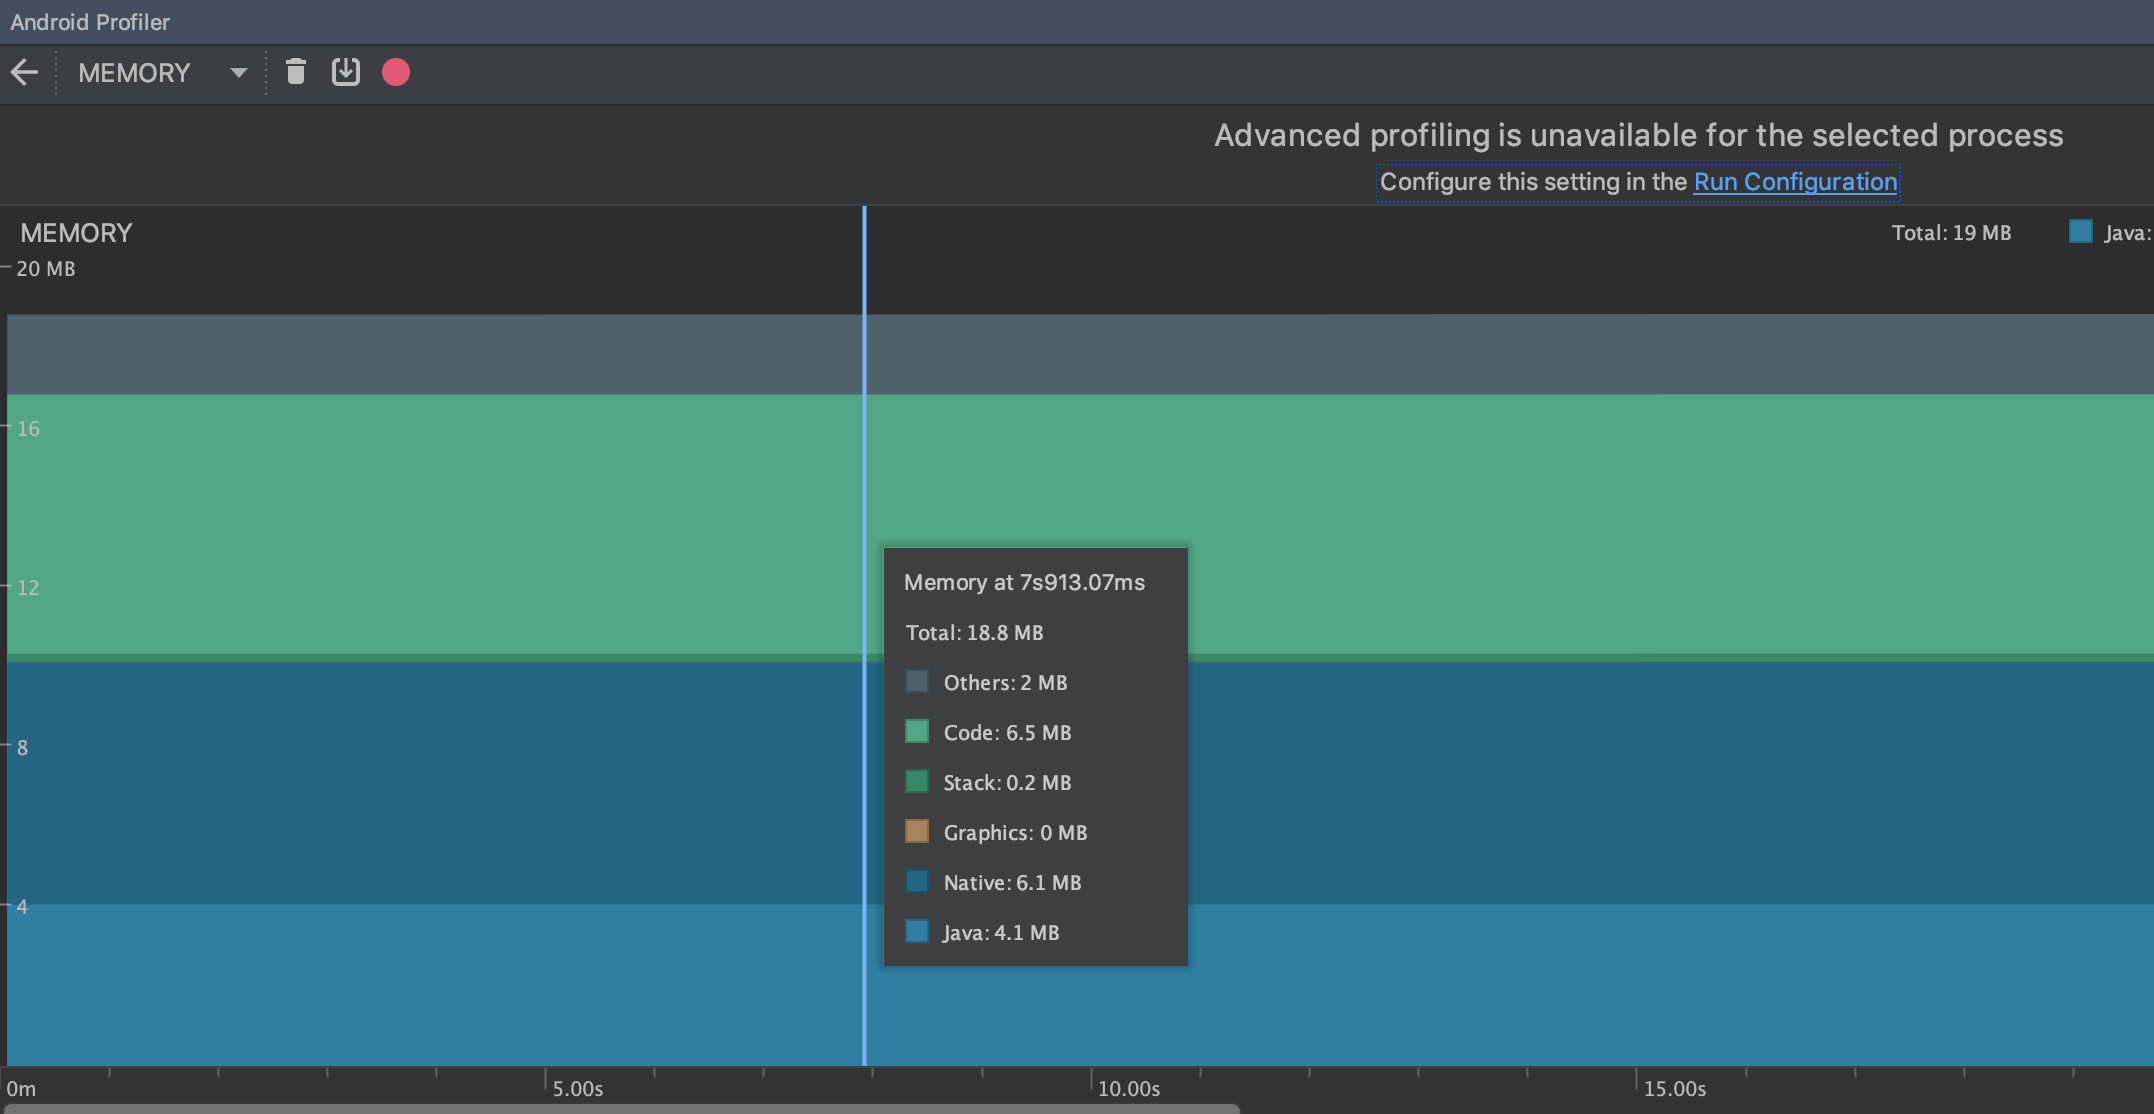 Android Profiler
MEMORY
Advanced profiling is unavailable for the selected process
Configure this setting in the Run Configuration
MEMORY
Total: 19 MB
Java:
20 MB
16
12
8
4
Memory at 7s913.07ms
Total: 18.8 MB
Others: 2 MB
Code: 6.5 MB
Stack: 0.2 MB
Graphics: 0 MB
Native: 6.1 MB
Java: 4.1 MB
0m
5.00s
10.00s
15.00s